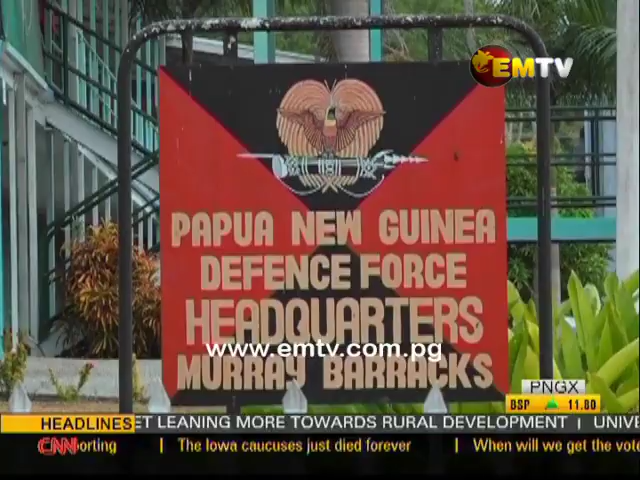 EMTV
PAPUA NEW GUINEA
DEFENCE FORCE
HEADQUARTERS
www.emtv.com.pg
MURRAY BARRACKS
PNGX
BSP 11.80
HEADLINES ET LEANING MORE TOWARDS RURAL DEVELOPMENT | UNIVE
CNN orting | The Iowa caucuses just died forever | When will we get the vote